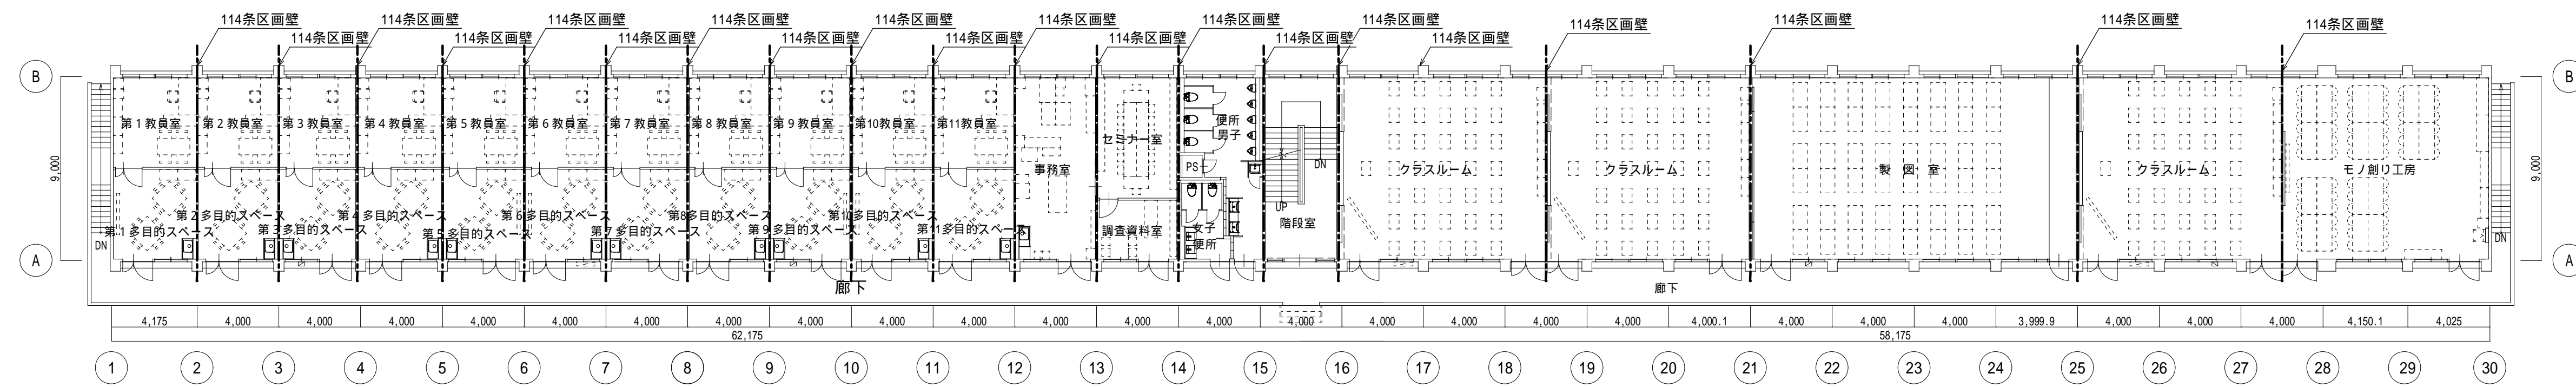 114条区画壁 114条区画壁 114条区画壁 114条区画壁 114条区画壁 114条区画壁 114条区画壁 114条区画壁 114条区画壁 114条区画壁 114条区画壁
114条区画壁 114条区画壁 114条区画壁 114条区画壁 114条区画壁 114条区画壁 114条区画壁 114条区画壁
B B
第1教員室 第2教員室 第3教員室 第4教員室 第5教員室 第6教員室 第7教員室 第8教員室 第9教員室 第10教員室 第11教員室 便所
男子
セミナー室
9,000 事務室 PS DN クラスルーム クラスルーム 製 図 室 クラスルーム モノ創り工房 9,000
UP
第2多目的スペース 第4多目的スペース 第6多目的スペース 第8多目的スペース 第10多目的スペース
階段室
第1多目的スペース 第3多目的スペース 第5多目的スペース 第7多目的スペース 第9多目的スペース 第11多目的スペース 調査資料室 女子
便所
DN DN
A A
廊下 廊下
4,175 4,000 4,000 4,000 4,000 4,000 4,000 4,000 4,000 4,000 4,000 4,000 4,000 4,000 4,000 4,000 4,000 4,000 4,000 4,000.1 4,000 4,000 4,000 3,999.9 4,000 4,000 4,000 4,150.1 4,025
62,175 58,175
1 2 3 4 5 6 7 8 9 10 11 12 13 14 15 16 17 18 19 20 21 22 23 24 25 26 27 28 29 30